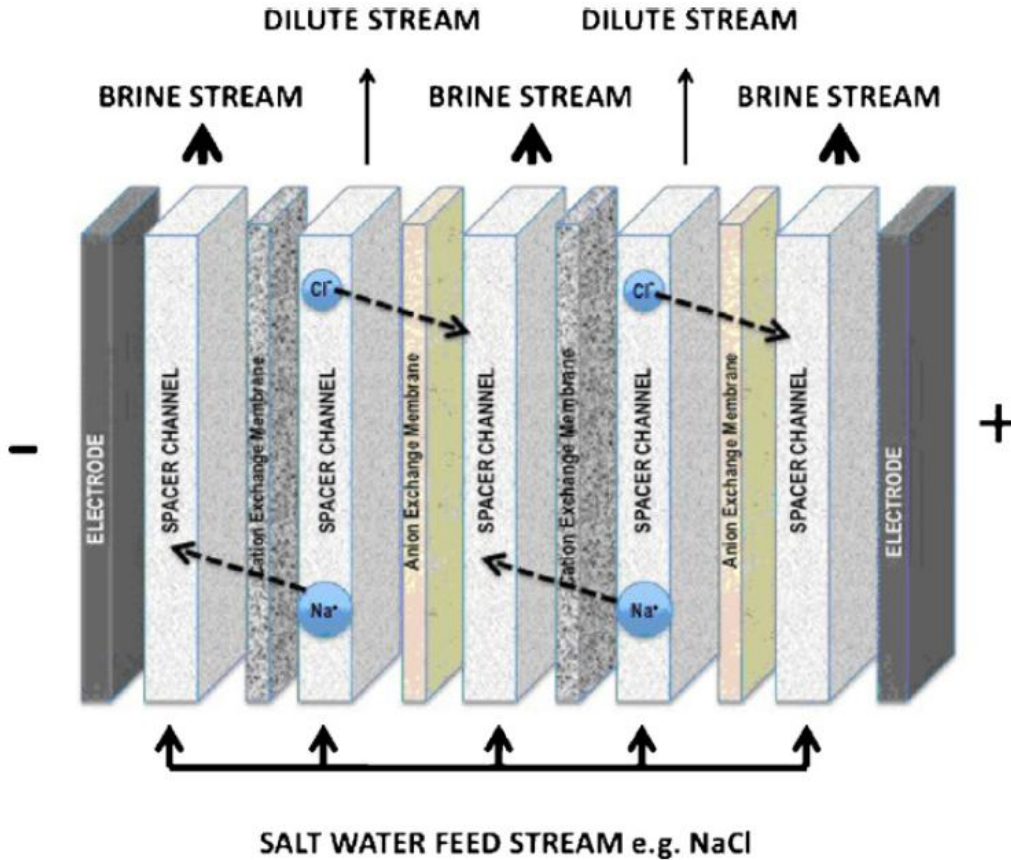 DILUTE STREAM DILUTE STREAM
BRINE STREAM BRINE STREAM BRINE STREAM
Cl⁻ Cl⁻
ELECTRODE
SPACER CHANNEL
Cation Exchange Membrane
SPACER CHANNEL
Anion Exchange Membrane
SPACER CHANNEL
Cation Exchange Membrane
SPACER CHANNEL
Anion Exchange Membrane
SPACER CHANNEL
ELECTRODE
- +
Na⁺ Na⁺
SALT WATER FEED STREAM e.g. NaCl